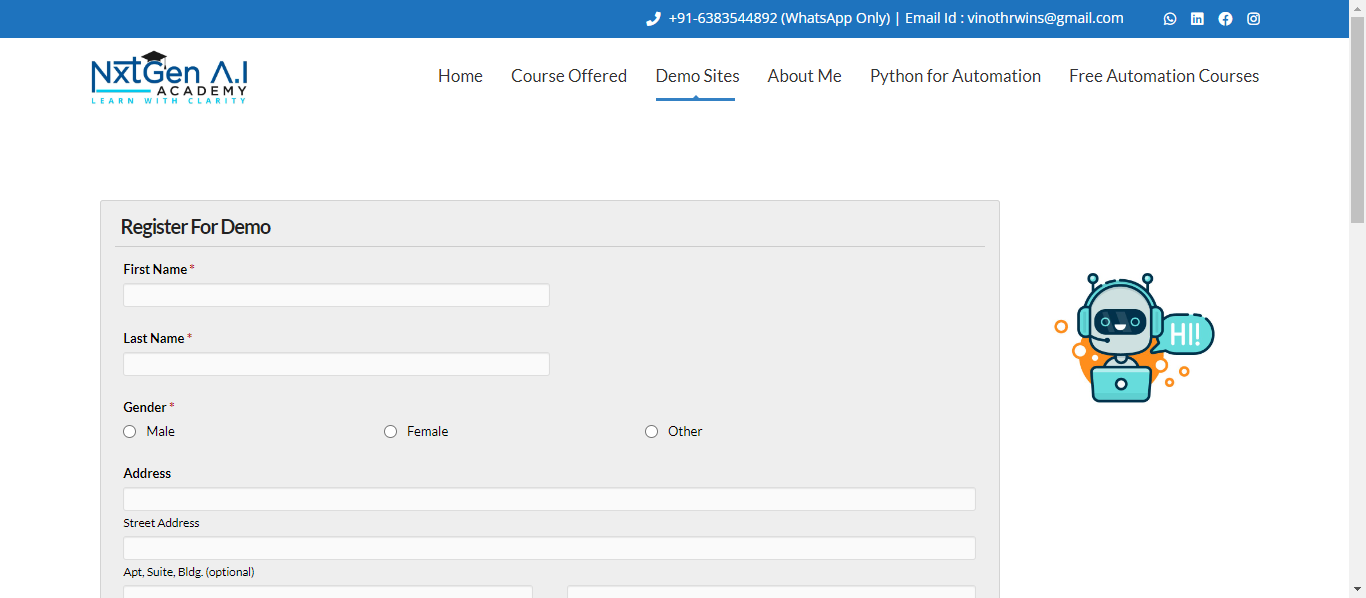 +91-6383544892 (WhatsApp Only) | Email Id : vinothrwins@gmail.com
NxtGen A.I
ACADEMY
LEARN WITH CLARITY
Home Course Offered Demo Sites About Me Python for Automation Free Automation Courses
Register For Demo
First Name *
Last Name *
Gender *
Male Female Other
Address
Street Address
Apt, Suite, Bldg. (optional)
HI!